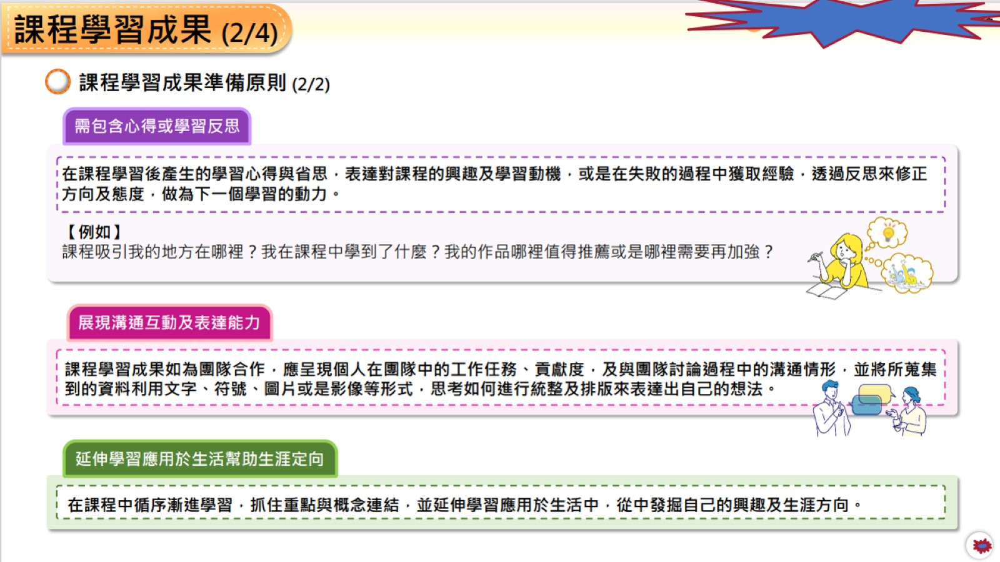 課程學習成果 (2/4)
課程學習成果準備原則 (2/2)
需包含心得或學習反思
在課程學習後產生的學習心得與省思，表達對課程的興趣及學習動機，或是在失敗的過程中獲取經驗，透過反思來修正
方向及態度，做為下一個學習的動力。
【例如】
課程吸引我的地方在哪裡？我在課程中學到了什麼？我的作品哪裡值得推薦或是哪裡需要再加強？
展現溝通互動及表達能力
課程學習成果如為團隊合作，應呈現個人在團隊中的工作任務、貢獻度，及與團隊討論過程中的溝通情形，並將所蒐集
到的資料利用文字、符號、圖片或是影像等形式，思考如何進行統整及排版來表達出自己的想法。
延伸學習應用於生活幫助生涯定向
在課程中循序漸進學習，抓住重點與概念連結，並延伸學習應用於生活中，從中發掘自己的興趣及生涯方向。